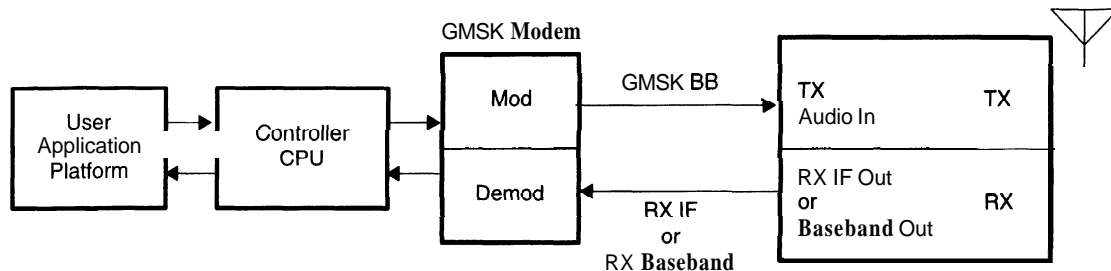 GMSK Modem
User
Application
Platform
Controller
CPU
Mod
Demod
GMSK BB
RX IF
or
RX Baseband
TX
Audio In
TX
RX IF Out
or
Baseband Out
RX